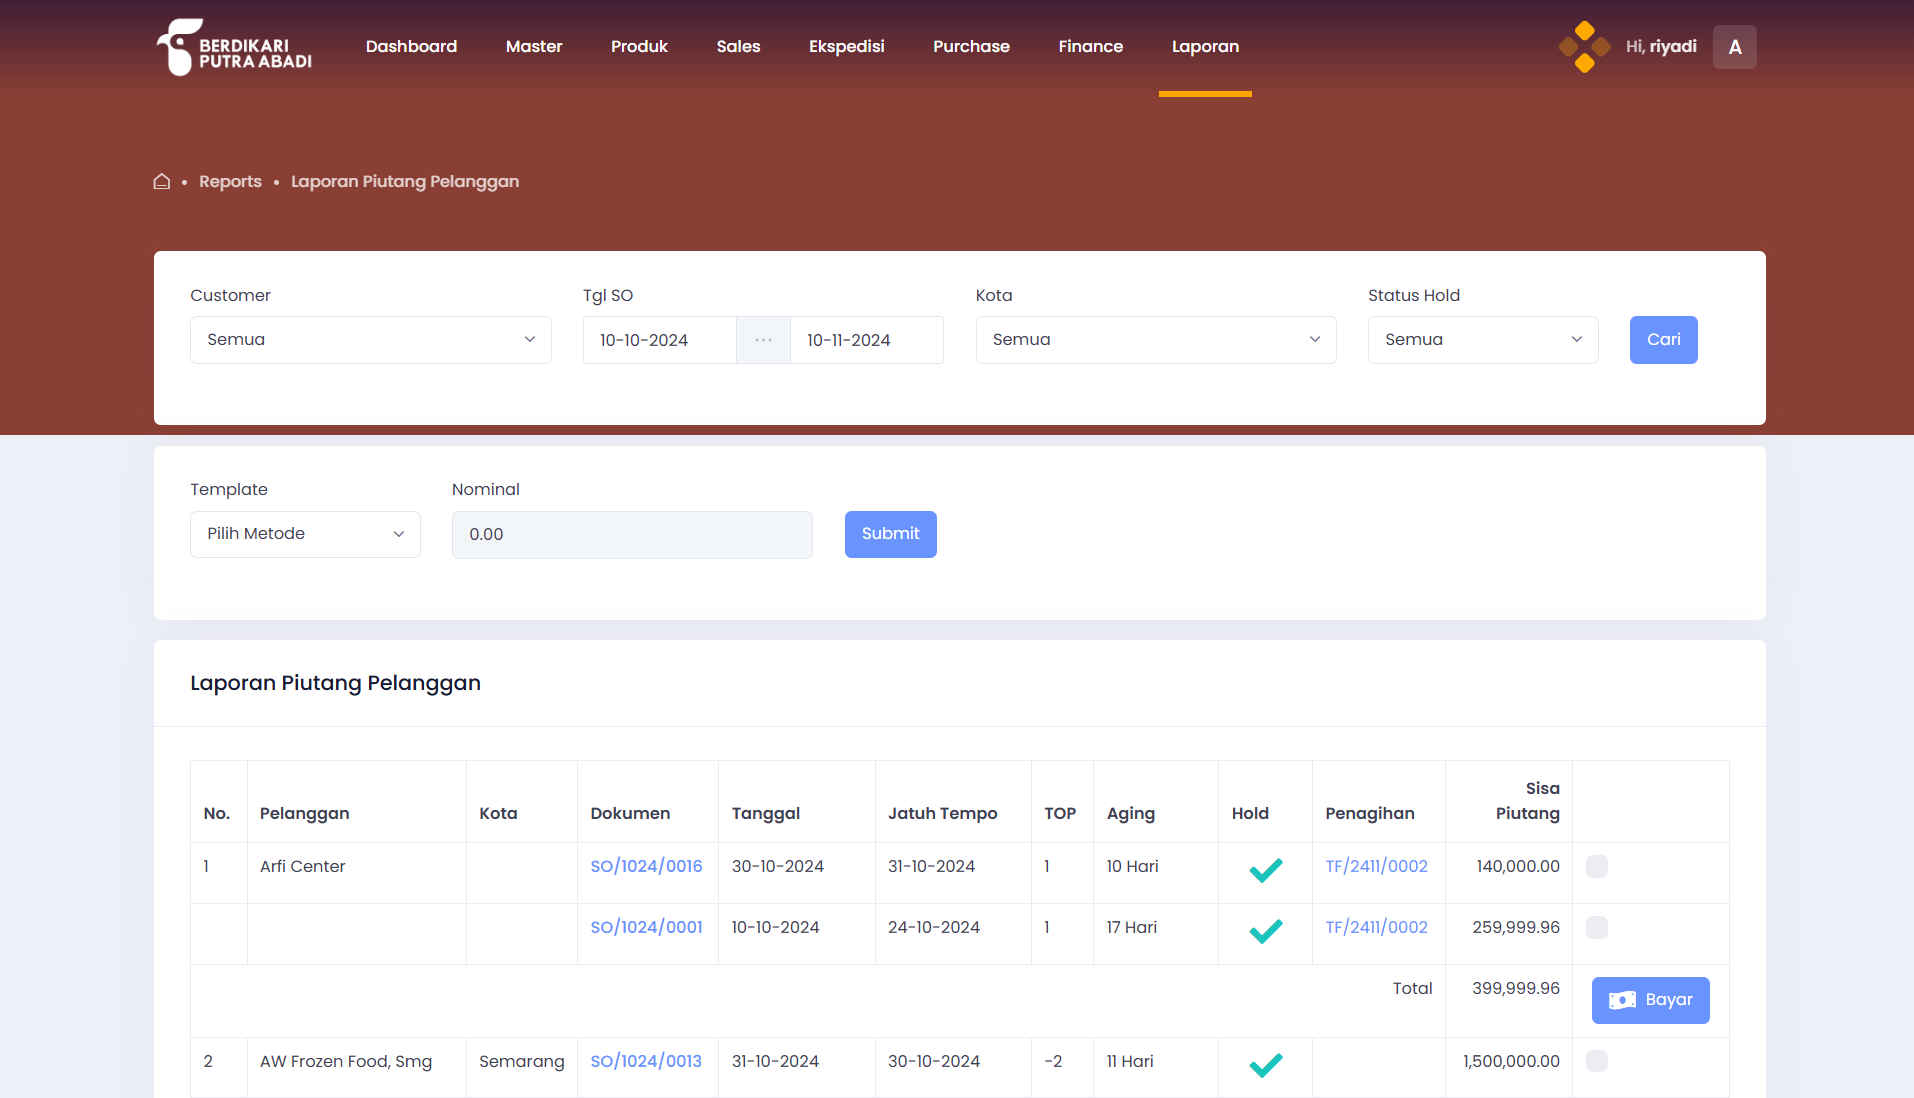 BERDIKARI
PUTRA ABADI
Dashboard Master Produk Sales Ekspedisi Purchase Finance Laporan
Hi, riyadi A
Reports • Laporan Piutang Pelanggan
Customer Tgl SO Kota Status Hold
Semua 10-10-2024 ... 10-11-2024 Semua Semua Cari
Template Nominal
Pilih Metode 0.00 Submit
Laporan Piutang Pelanggan
No. Pelanggan Kota Dokumen Tanggal Jatuh Tempo TOP Aging Hold Penagihan Sisa Piutang
1 Arfi Center SO/1024/0016 30-10-2024 31-10-2024 1 10 Hari TF/2411/0002 140,000.00
SO/1024/0001 10-10-2024 24-10-2024 1 17 Hari TF/2411/0002 259,999.96
Total 399,999.96 Bayar
2 AW Frozen Food, Smg Semarang SO/1024/0013 31-10-2024 30-10-2024 -2 11 Hari 1,500,000.00